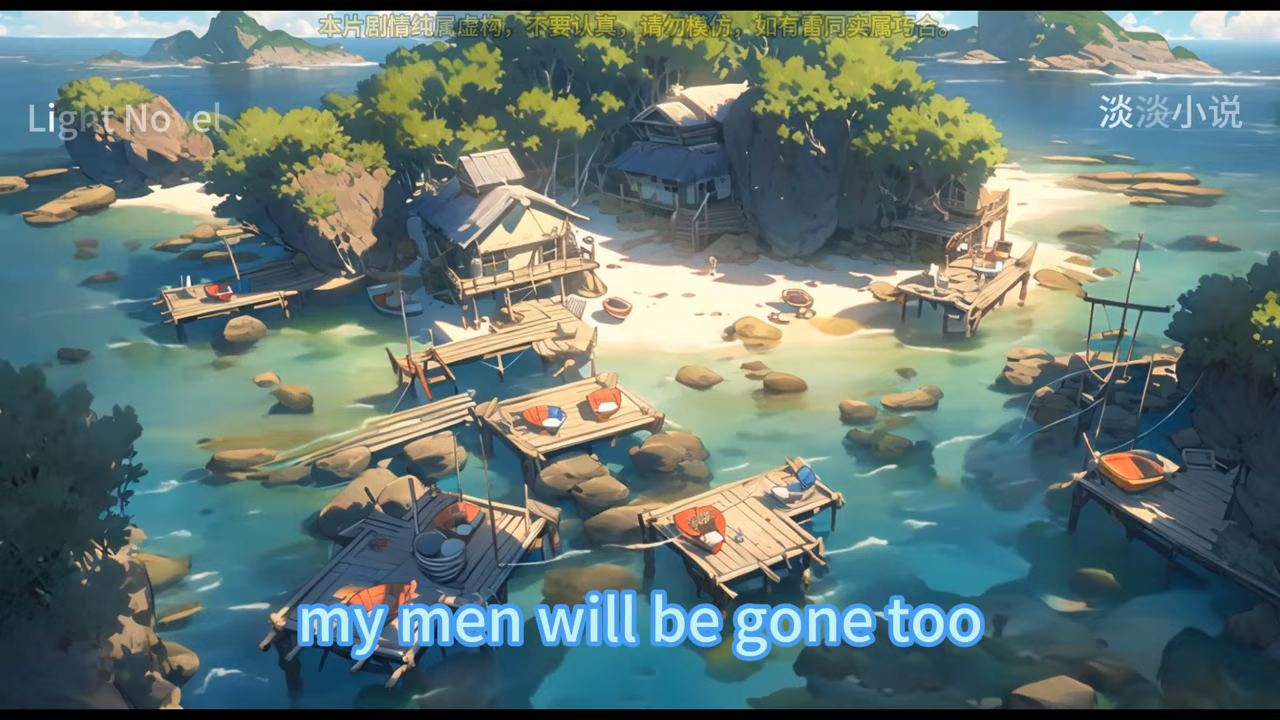 本片剧情纯属虚构，不要认真，请勿模仿，如有雷同实属巧合。
Light Novel
淡淡小说
my men will be gone too